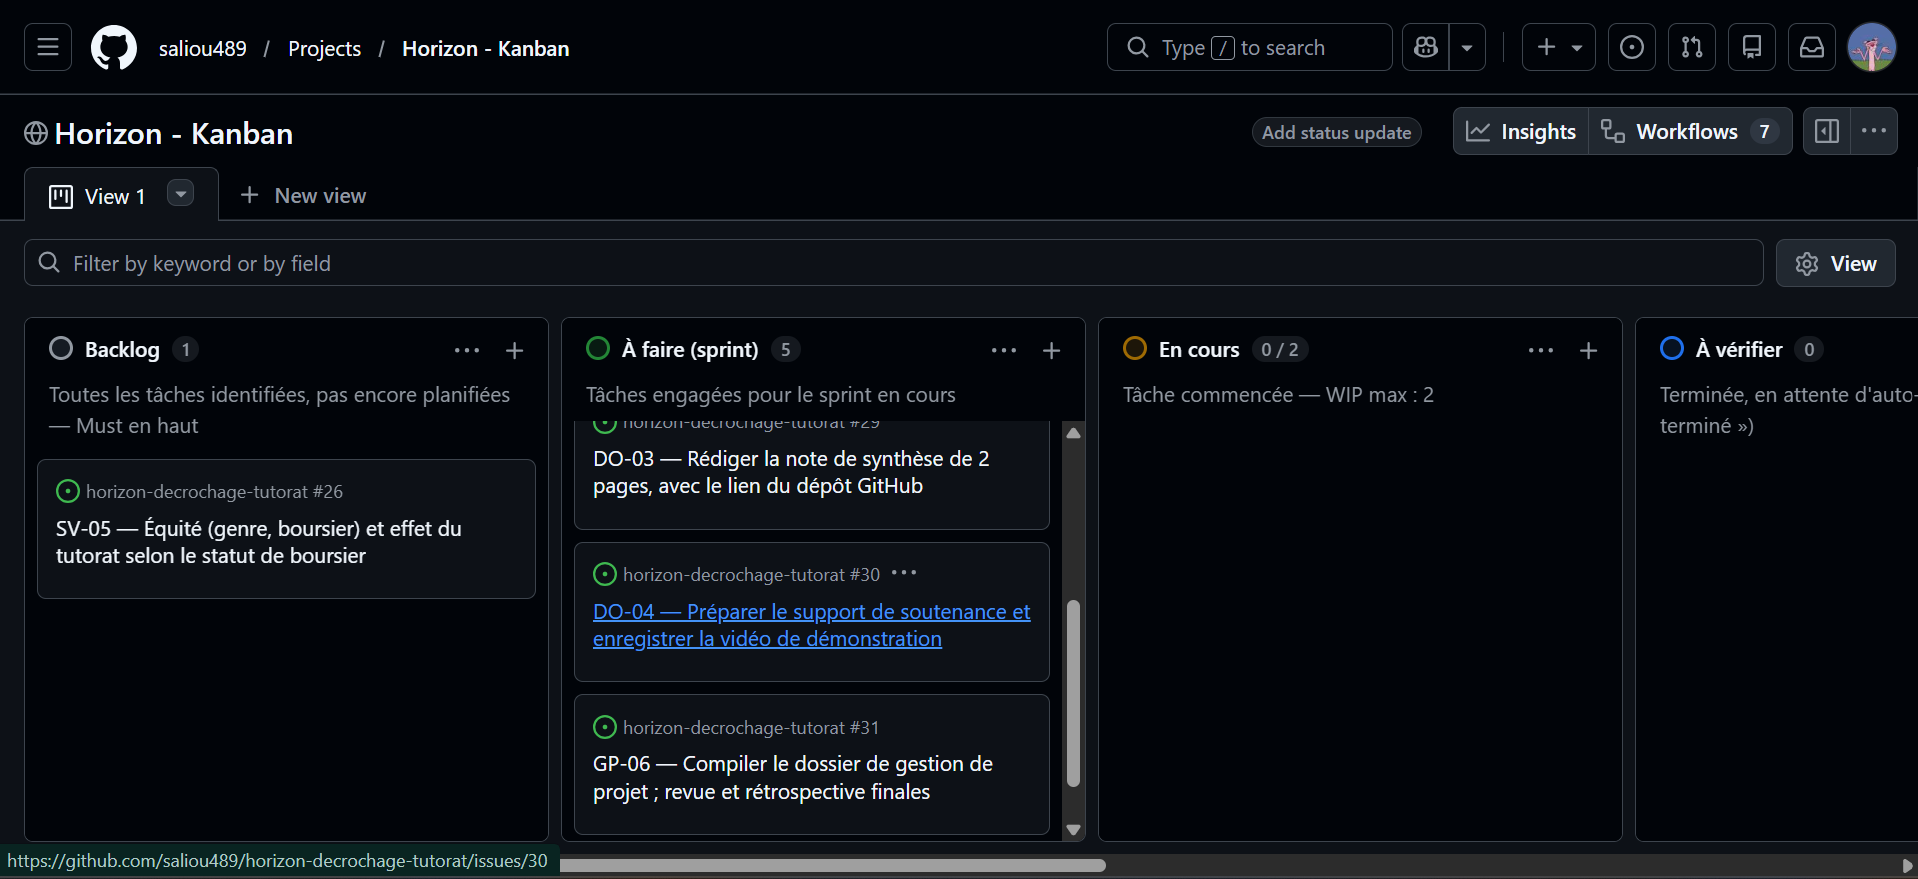 saliou489 / Projects / Horizon - Kanban
Type / to search
Horizon - Kanban
Add status update
Insights
Workflows 7
View 1
New view
Filter by keyword or by field
View
Backlog 1
Toutes les tâches identifiées, pas encore planifiées
— Must en haut
horizon-decrochage-tutorat #26
SV-05 — Équité (genre, boursier) et effet du
tutorat selon le statut de boursier
À faire (sprint) 5
Tâches engagées pour le sprint en cours
horizon-decrochage-tutorat #29
DO-03 — Rédiger la note de synthèse de 2
pages, avec le lien du dépôt GitHub
horizon-decrochage-tutorat #30
DO-04 — Préparer le support de soutenance et
enregistrer la vidéo de démonstration
horizon-decrochage-tutorat #31
GP-06 — Compiler le dossier de gestion de
projet ; revue et rétrospective finales
En cours 0 / 2
Tâche commencée — WIP max : 2
À vérifier 0
Terminée, en attente d'auto-
terminé »)
https://github.com/saliou489/horizon-decrochage-tutorat/issues/30